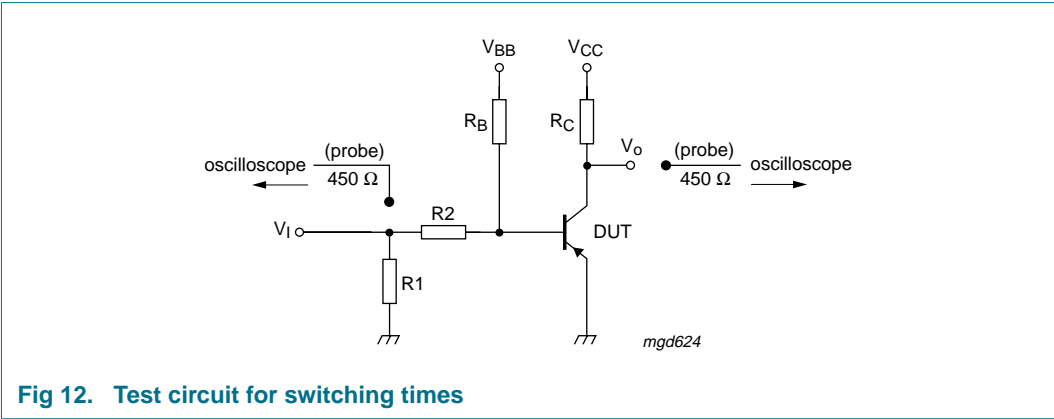 VBB
VCC
RB
RC
Vo
(probe)
oscilloscope
450 Ω
(probe)
oscilloscope
450 Ω
R2
VI
DUT
R1
mgd624
Fig 12. Test circuit for switching times